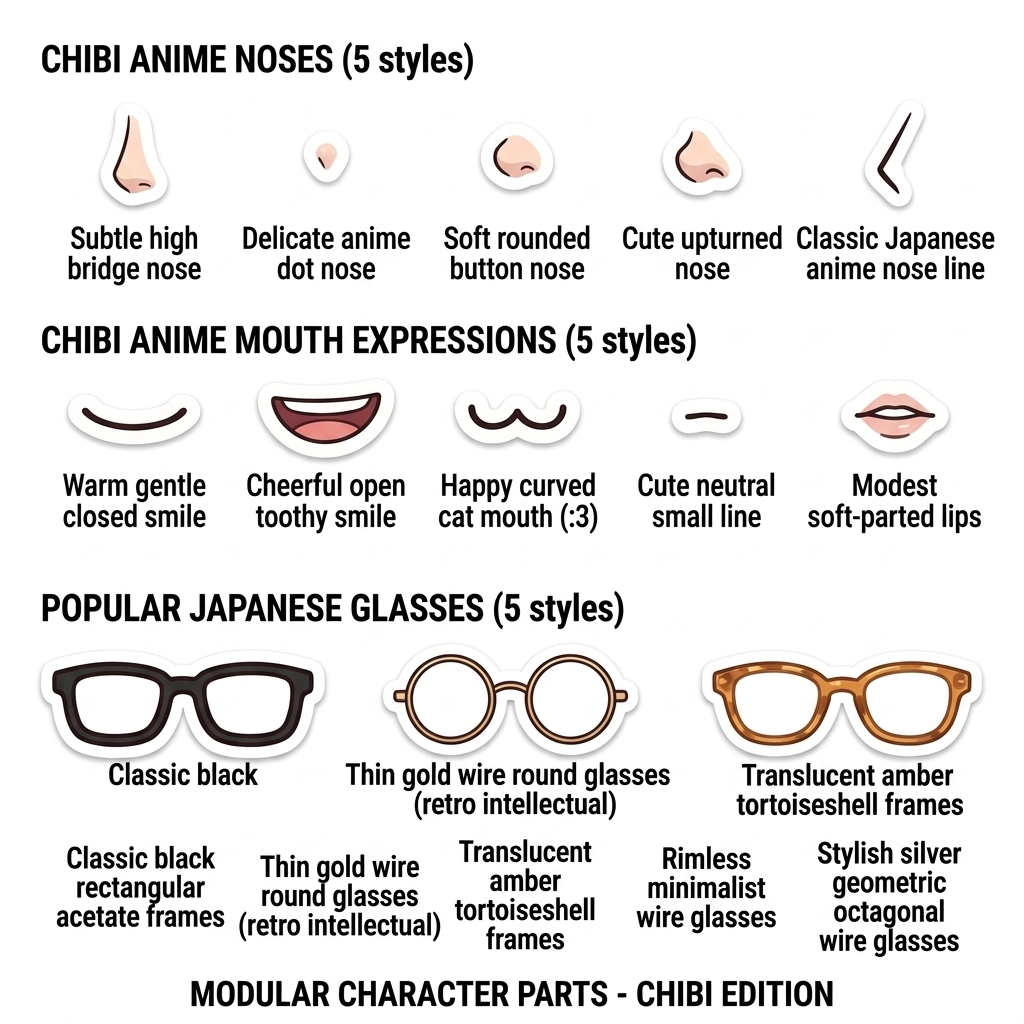 CHIBI ANIME NOSES (5 styles)
Subtle high
bridge nose
Delicate anime
dot nose
Soft rounded
button nose
Cute upturned
nose
Classic Japanese
anime nose line
CHIBI ANIME MOUTH EXPRESSIONS (5 styles)
Warm gentle
closed smile
Cheerful open
toothy smile
Happy curved
cat mouth (:3)
Cute neutral
small line
Modest
soft-parted lips
POPULAR JAPANESE GLASSES (5 styles)
Classic black
Thin gold wire round glasses
(retro intellectual)
Translucent amber
tortoiseshell frames
Classic black
rectangular
acetate frames
Thin gold wire
round glasses
(retro intellectual)
Translucent
amber
tortoiseshell
frames
Rimless
minimalist
wire glasses
Stylish silver
geometric
octagonal
wire glasses
MODULAR CHARACTER PARTS - CHIBI EDITION